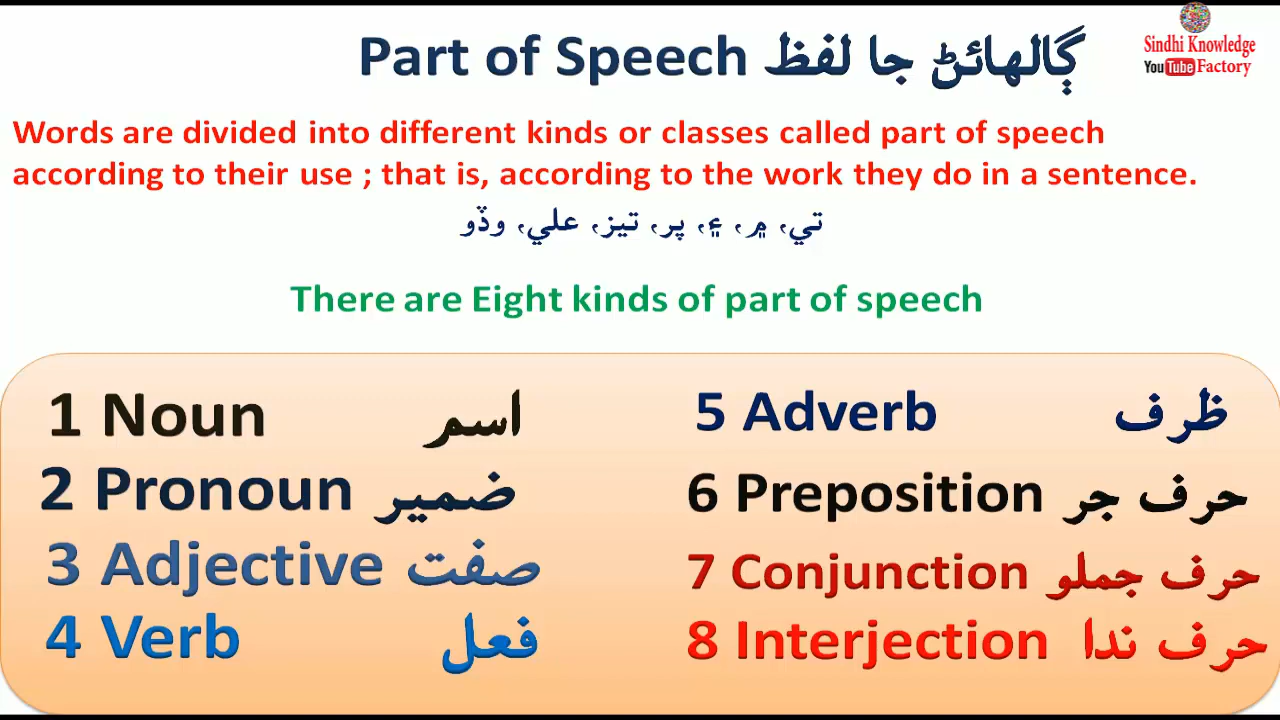 Part of Speech ڳالهائڻ جا لفظ
Sindhi Knowledge
YouTube Factory
Words are divided into different kinds or classes called part of speech
according to their use ; that is, according to the work they do in a sentence.
تي، ۾، ۽، پر، تيز، علي، وڏو
There are Eight kinds of part of speech
1 Noun اسم
2 Pronoun ضمير
3 Adjective صفت
4 Verb فعل
5 Adverb ظرف
6 Preposition حرف جر
7 Conjunction حرف جملو
8 Interjection حرف ندا